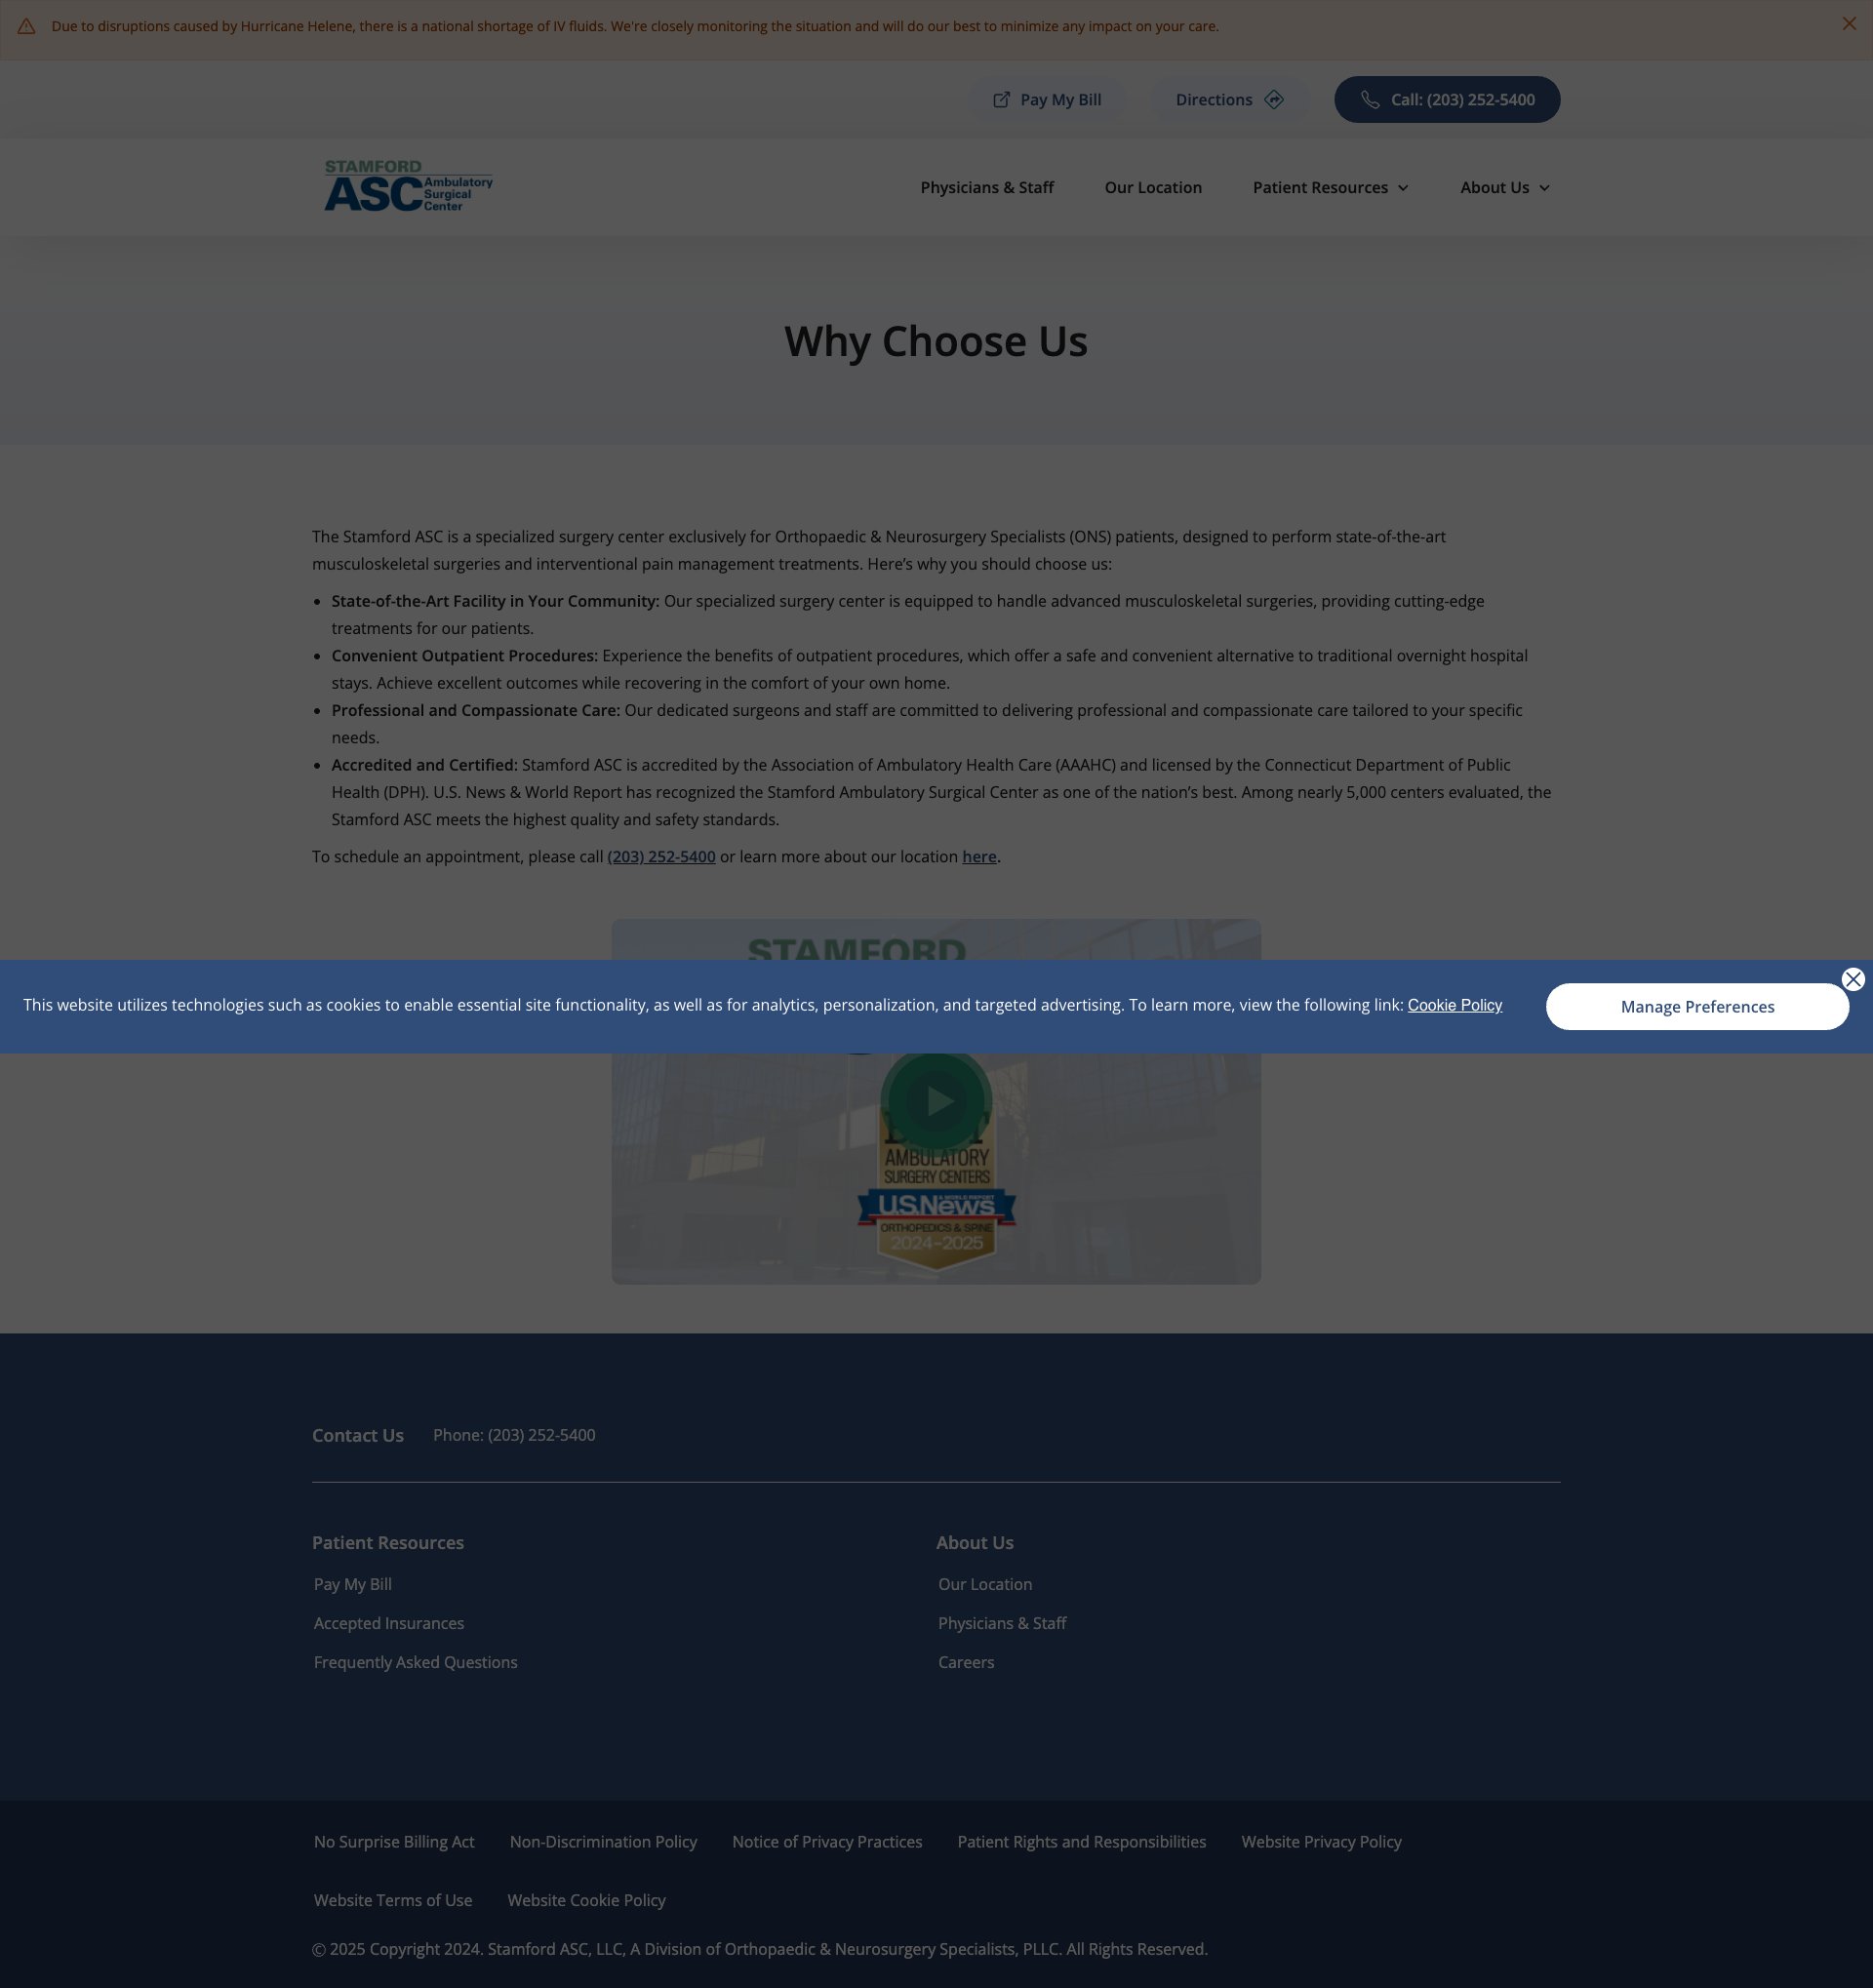 Due to disruptions caused by Hurricane Helene, there is a national shortage of IV fluids. We're closely monitoring the situation and will do our best to minimize any impact on your care.
Pay My Bill
Directions
Call: (203) 252-5400
STAMFORD
ASC Ambulatory
Surgical
Center
Physicians & Staff
Our Location
Patient Resources
About Us
Why Choose Us
The Stamford ASC is a specialized surgery center exclusively for Orthopaedic & Neurosurgery Specialists (ONS) patients, designed to perform state-of-the-art
musculoskeletal surgeries and interventional pain management treatments. Here’s why you should choose us:
• State-of-the-Art Facility in Your Community: Our specialized surgery center is equipped to handle advanced musculoskeletal surgeries, providing cutting-edge
treatments for our patients.
• Convenient Outpatient Procedures: Experience the benefits of outpatient procedures, which offer a safe and convenient alternative to traditional overnight hospital
stays. Achieve excellent outcomes while recovering in the comfort of your own home.
• Professional and Compassionate Care: Our dedicated surgeons and staff are committed to delivering professional and compassionate care tailored to your specific
needs.
• Accredited and Certified: Stamford ASC is accredited by the Association of Ambulatory Health Care (AAAHC) and licensed by the Connecticut Department of Public
Health (DPH). U.S. News & World Report has recognized the Stamford Ambulatory Surgical Center as one of the nation’s best. Among nearly 5,000 centers evaluated, the
Stamford ASC meets the highest quality and safety standards.
To schedule an appointment, please call (203) 252-5400 or learn more about our location here.
STAMFORD
This website utilizes technologies such as cookies to enable essential site functionality, as well as for analytics, personalization, and targeted advertising. To learn more, view the following link: Cookie Policy
Manage Preferences
AMBULATORY
SURGERY CENTERS
U.S.News & WORLD REPORT
ORTHOPEDICS & SPINE
2024–2025
Contact Us
Phone: (203) 252-5400
Patient Resources
Pay My Bill
Accepted Insurances
Frequently Asked Questions
About Us
Our Location
Physicians & Staff
Careers
No Surprise Billing Act
Non-Discrimination Policy
Notice of Privacy Practices
Patient Rights and Responsibilities
Website Privacy Policy
Website Terms of Use
Website Cookie Policy
© 2025 Copyright 2024. Stamford ASC, LLC, A Division of Orthopaedic & Neurosurgery Specialists, PLLC. All Rights Reserved.